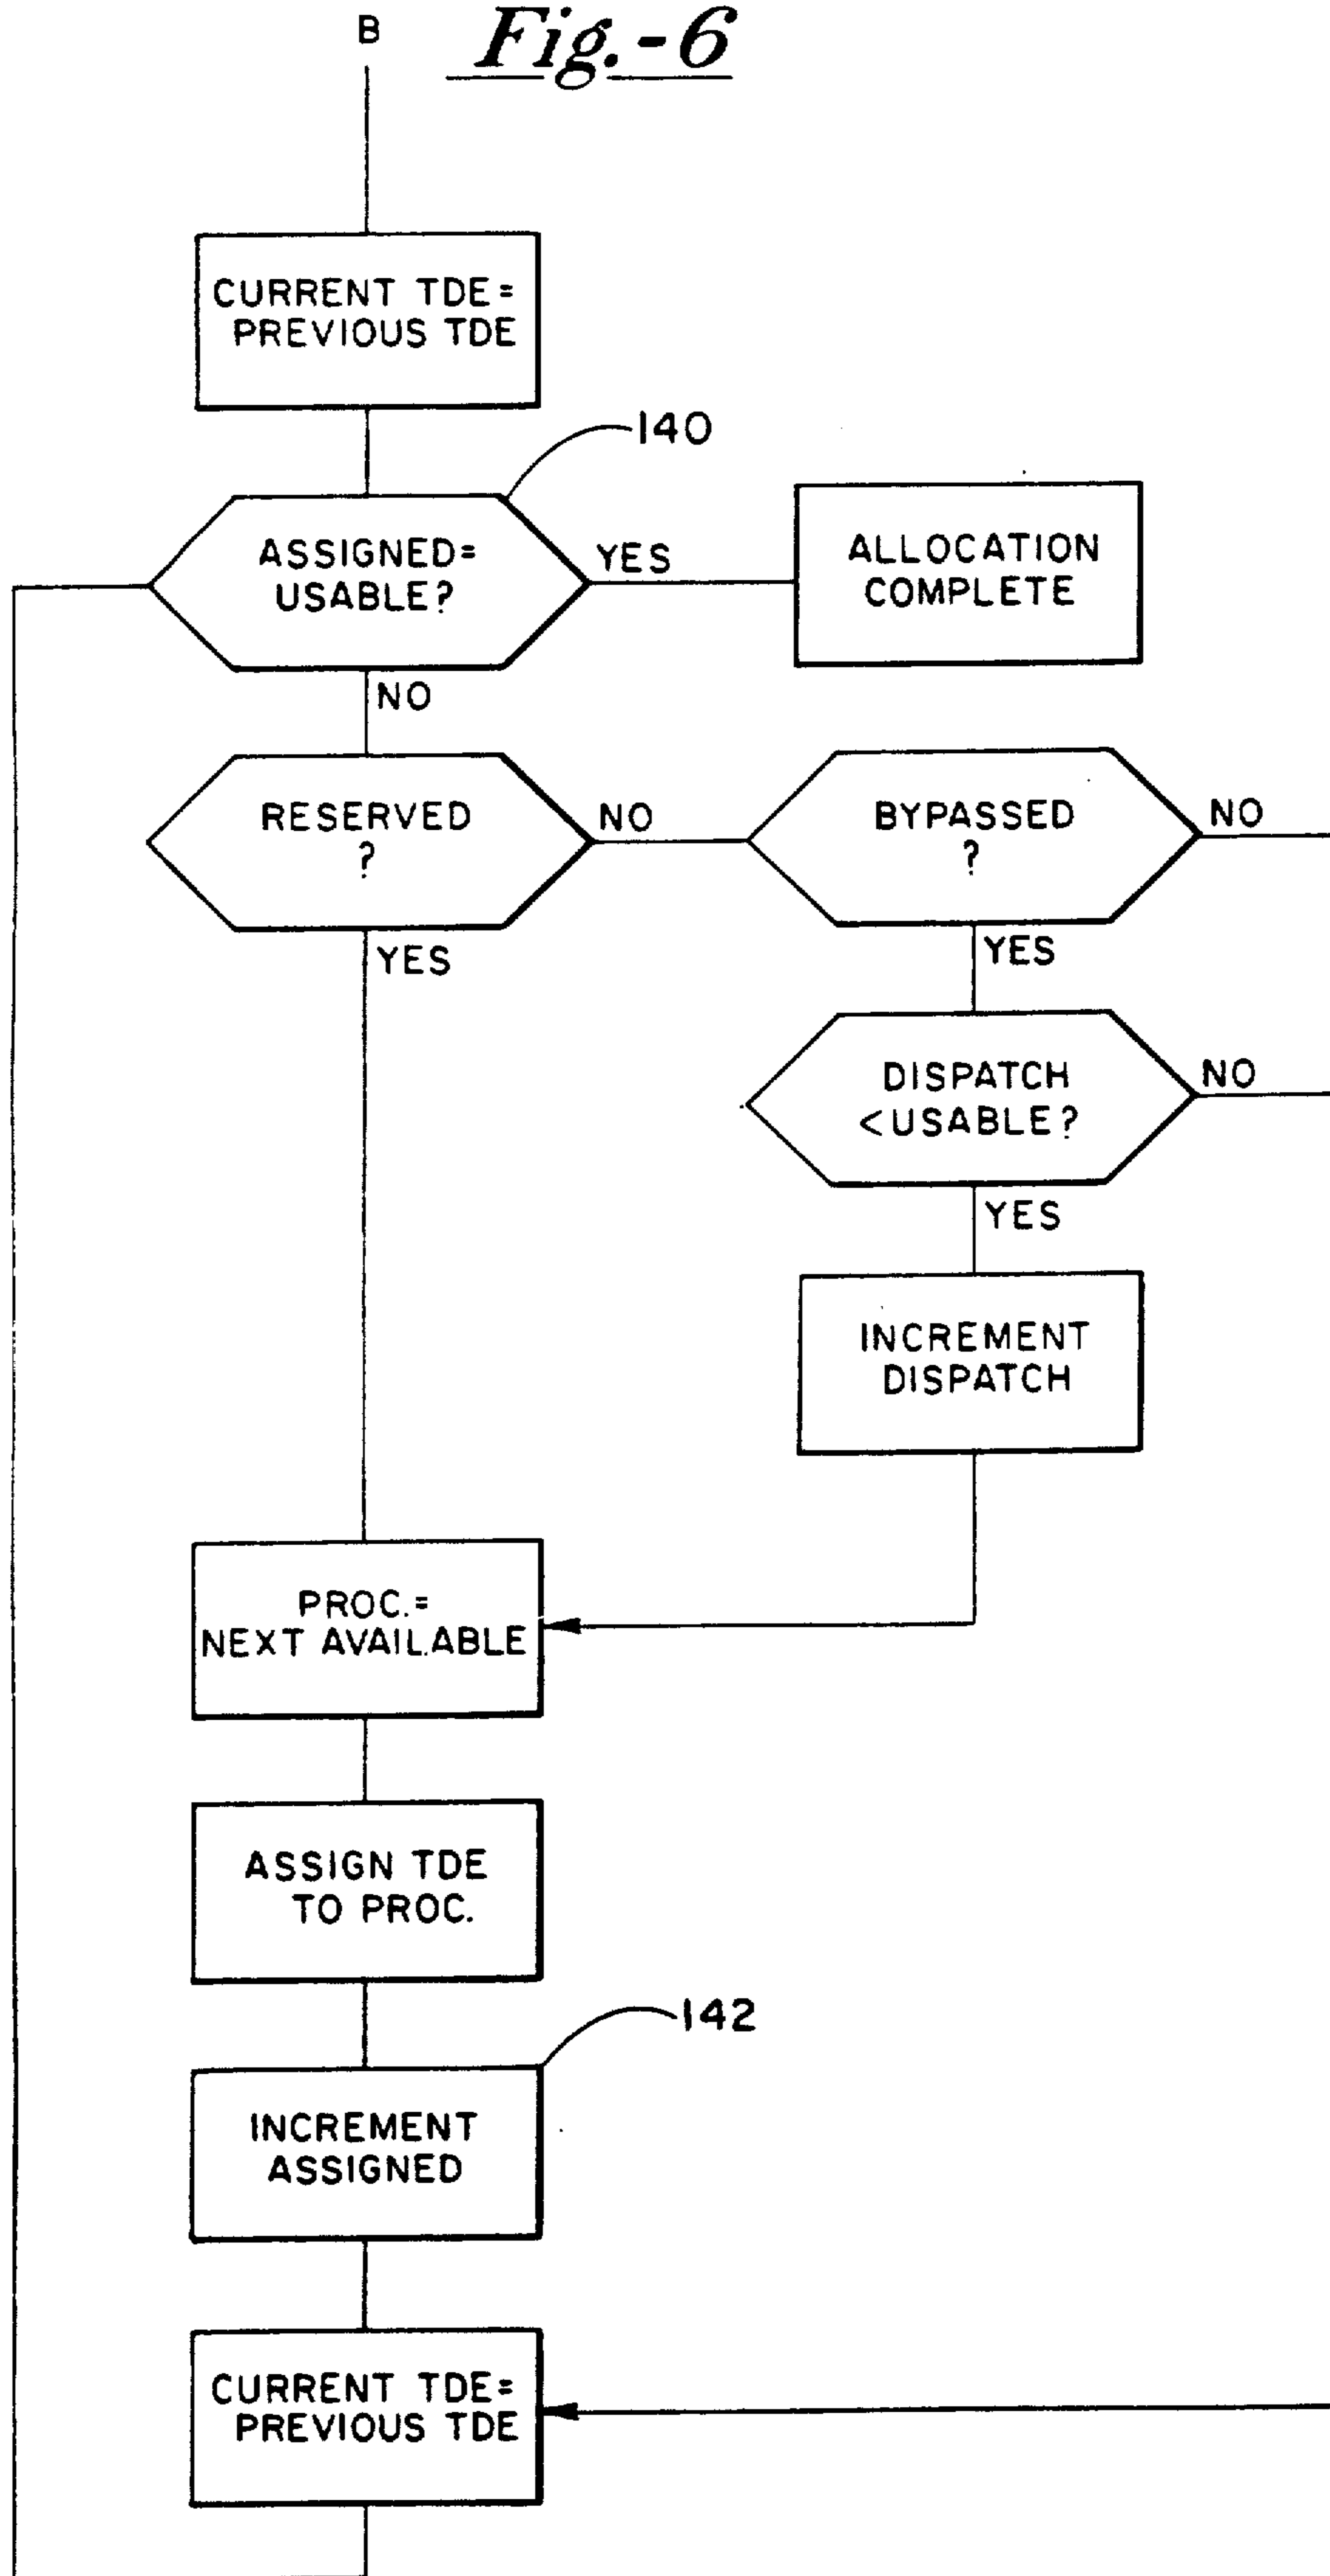 B
Fig.-6
CURRENT TDE=
PREVIOUS TDE
140
ASSIGNED=
USABLE?
YES
ALLOCATION
COMPLETE
NO
RESERVED
?
NO
BYPASSED
?
NO
YES
YES
DISPATCH
<USABLE?
NO
YES
INCREMENT
DISPATCH
PROC.=
NEXT AVAILABLE
ASSIGN TDE
TO PROC.
142
INCREMENT
ASSIGNED
CURRENT TDE=
PREVIOUS TDE